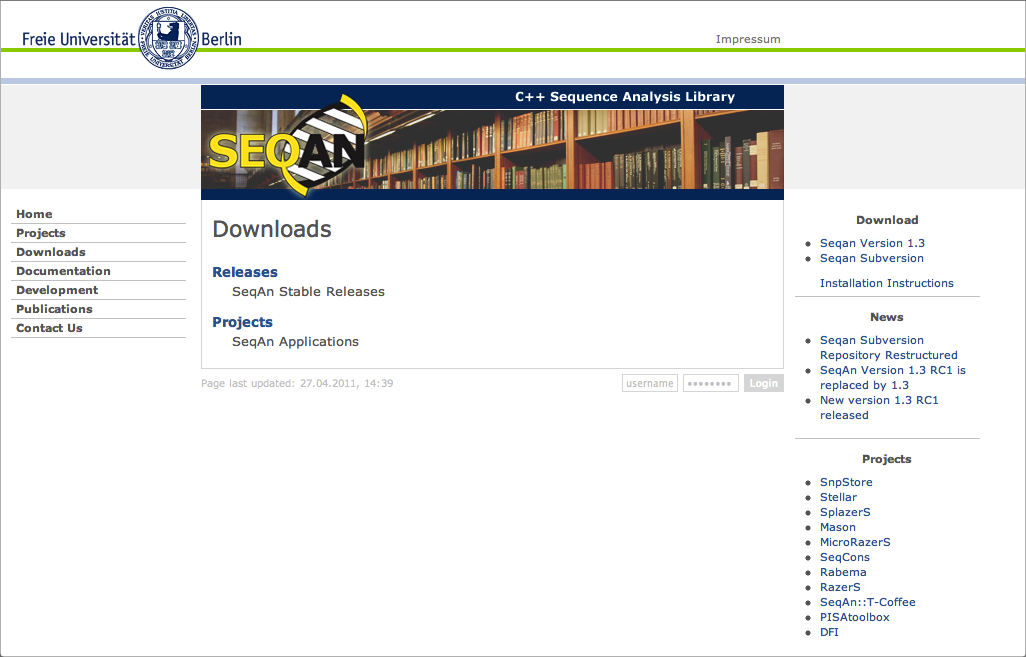 Freie Universität Berlin
Impressum
C++ Sequence Analysis Library
SEQAN
Home
Projects
Downloads
Documentation
Development
Publications
Contact Us
Downloads
Releases
SeqAn Stable Releases
Projects
SeqAn Applications
Page last updated: 27.04.2011, 14:39
username
••••••••
Login
Download
Seqan Version 1.3
Seqan Subversion
Installation Instructions
News
Seqan Subversion
Repository Restructured
SeqAn Version 1.3 RC1 is
replaced by 1.3
New version 1.3 RC1
released
Projects
SnpStore
Stellar
SplazerS
Mason
MicroRazerS
SeqCons
Rabema
RazerS
SeqAn::T-Coffee
PISAtoolbox
DFI